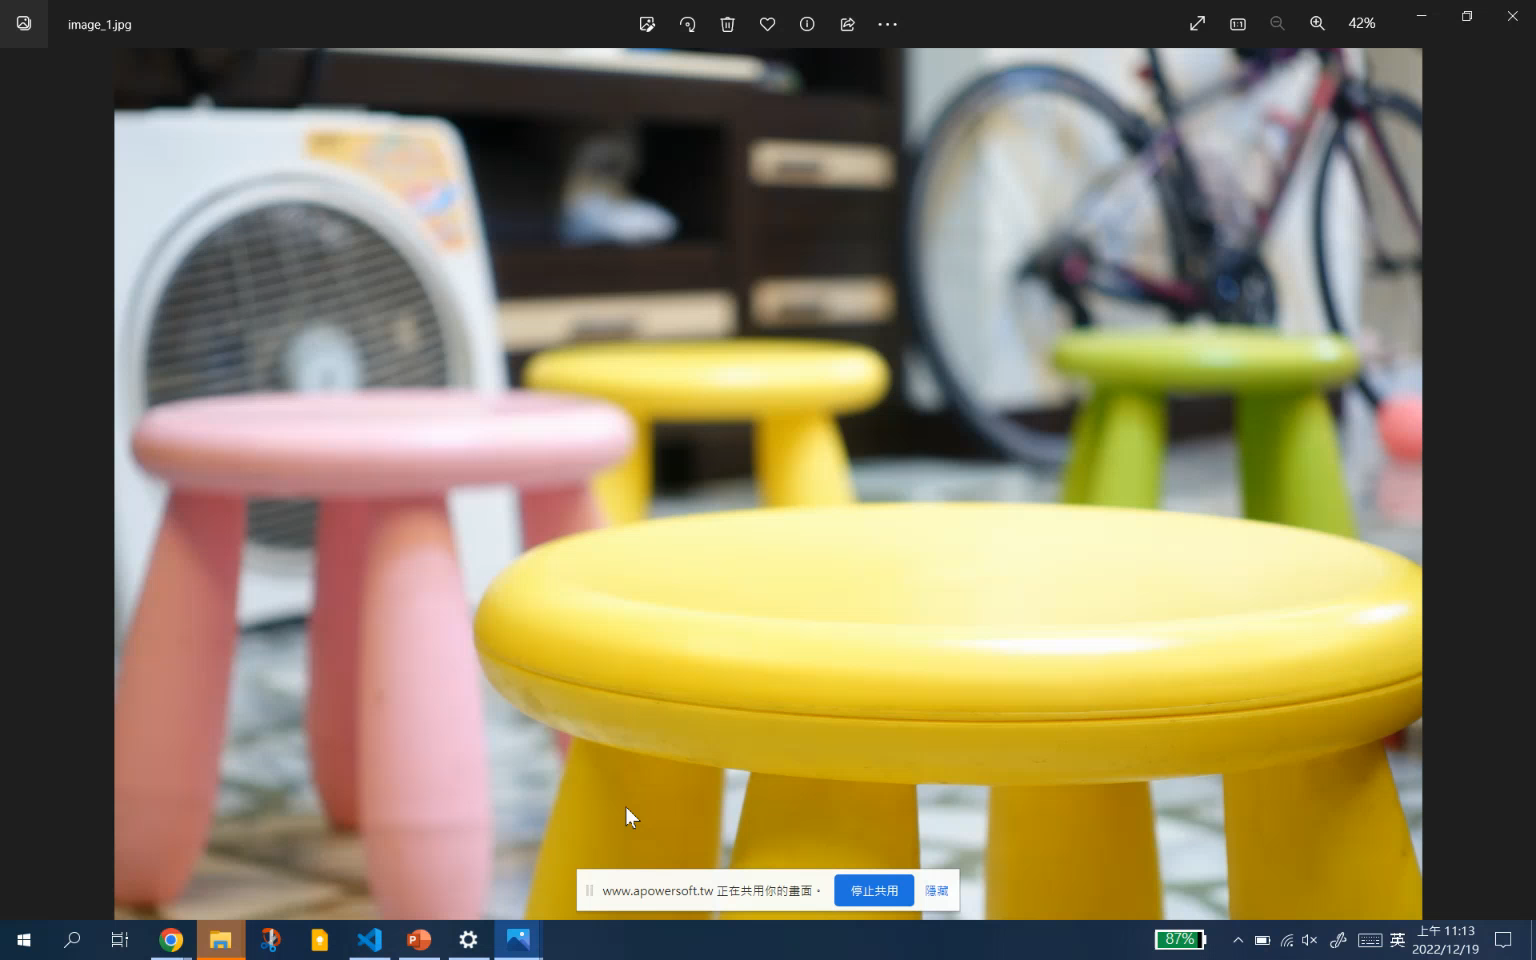 image_1.jpg
42%
www.apowersoft.tw 正在共用你的畫面。
停止共用
隱藏
87%
英
上午 11:13
2022/12/19